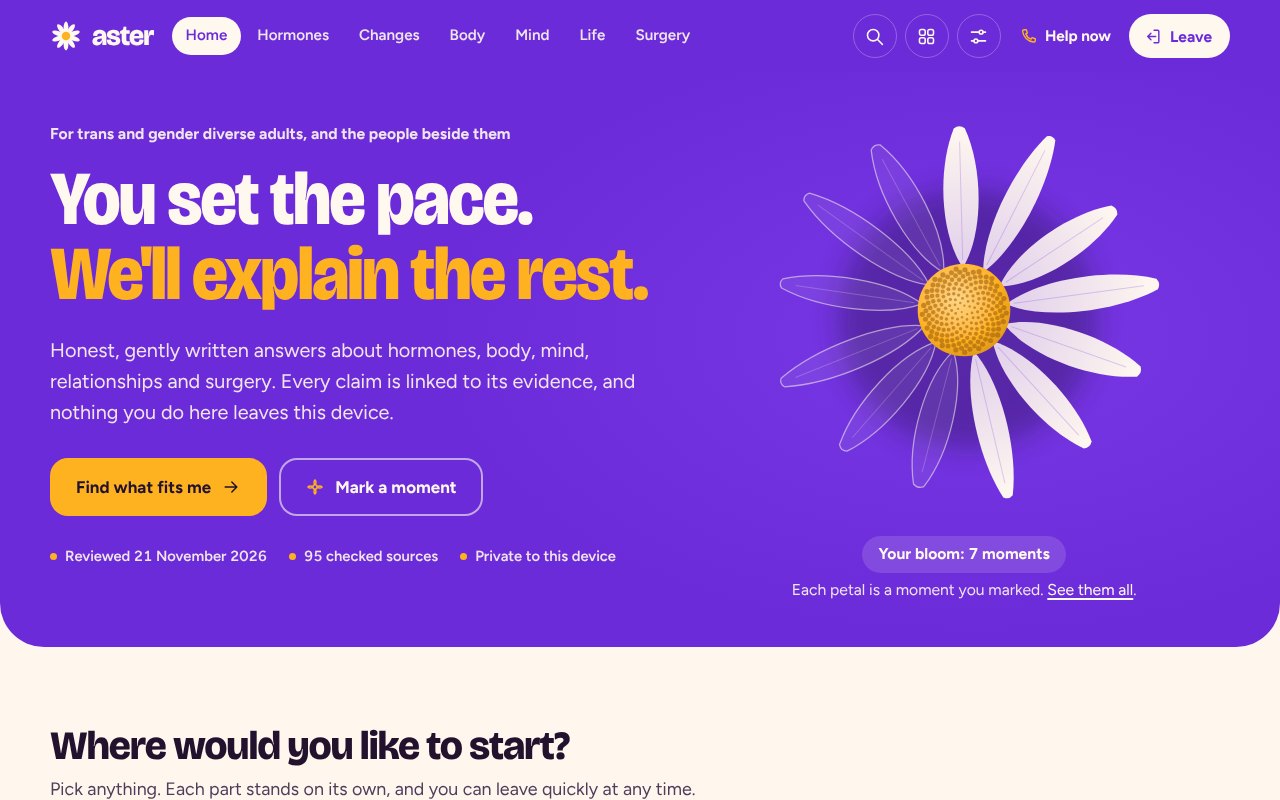 aster
Home
Hormones
Changes
Body
Mind
Life
Surgery
Help now
Leave
For trans and gender diverse adults, and the people beside them
You set the pace.
We'll explain the rest.
Honest, gently written answers about hormones, body, mind,
relationships and surgery. Every claim is linked to its evidence, and
nothing you do here leaves this device.
Find what fits me
Mark a moment
Reviewed 21 November 2026
95 checked sources
Private to this device
Your bloom: 7 moments
Each petal is a moment you marked. See them all.
Where would you like to start?
Pick anything. Each part stands on its own, and you can leave quickly at any time.